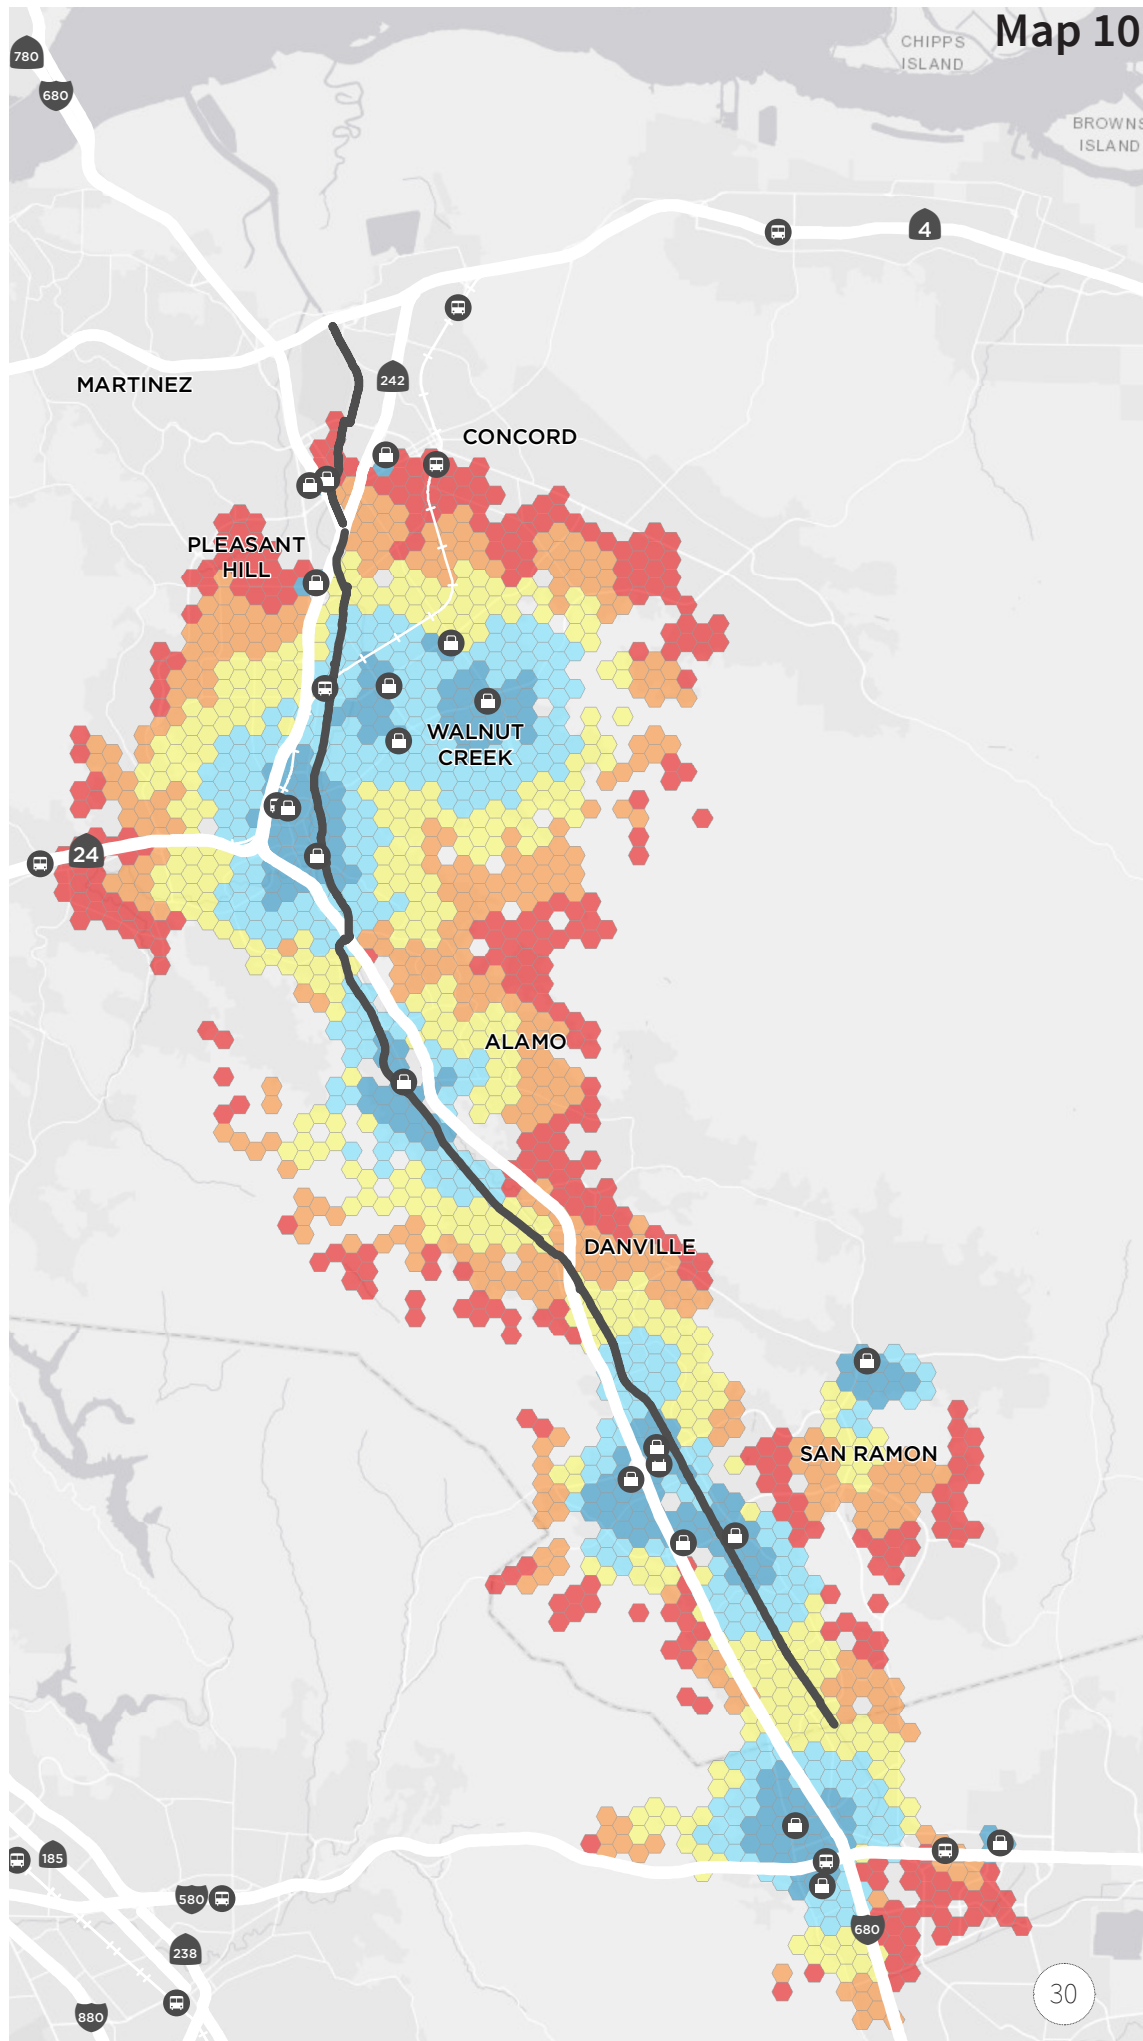 Map 10
CHIPPS
ISLAND
780
680
BROWNS
ISLAND
4
242
MARTINEZ
CONCORD
PLEASANT
HILL
WALNUT
CREEK
24
ALAMO
DANVILLE
SAN RAMON
185
580
680
238
880
30